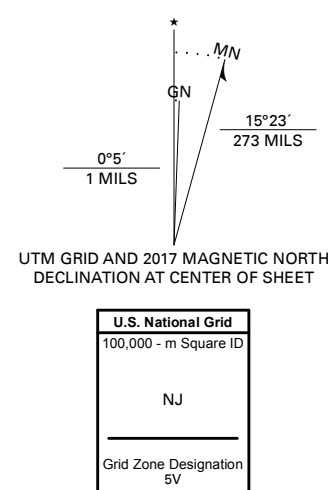 ★
MN
GN
15°23´
273 MILS
0°5´
1 MILS
UTM GRID AND 2017 MAGNETIC NORTH
DECLINATION AT CENTER OF SHEET
U.S. National Grid
100,000 - m Square ID
NJ
Grid Zone Designation
5V